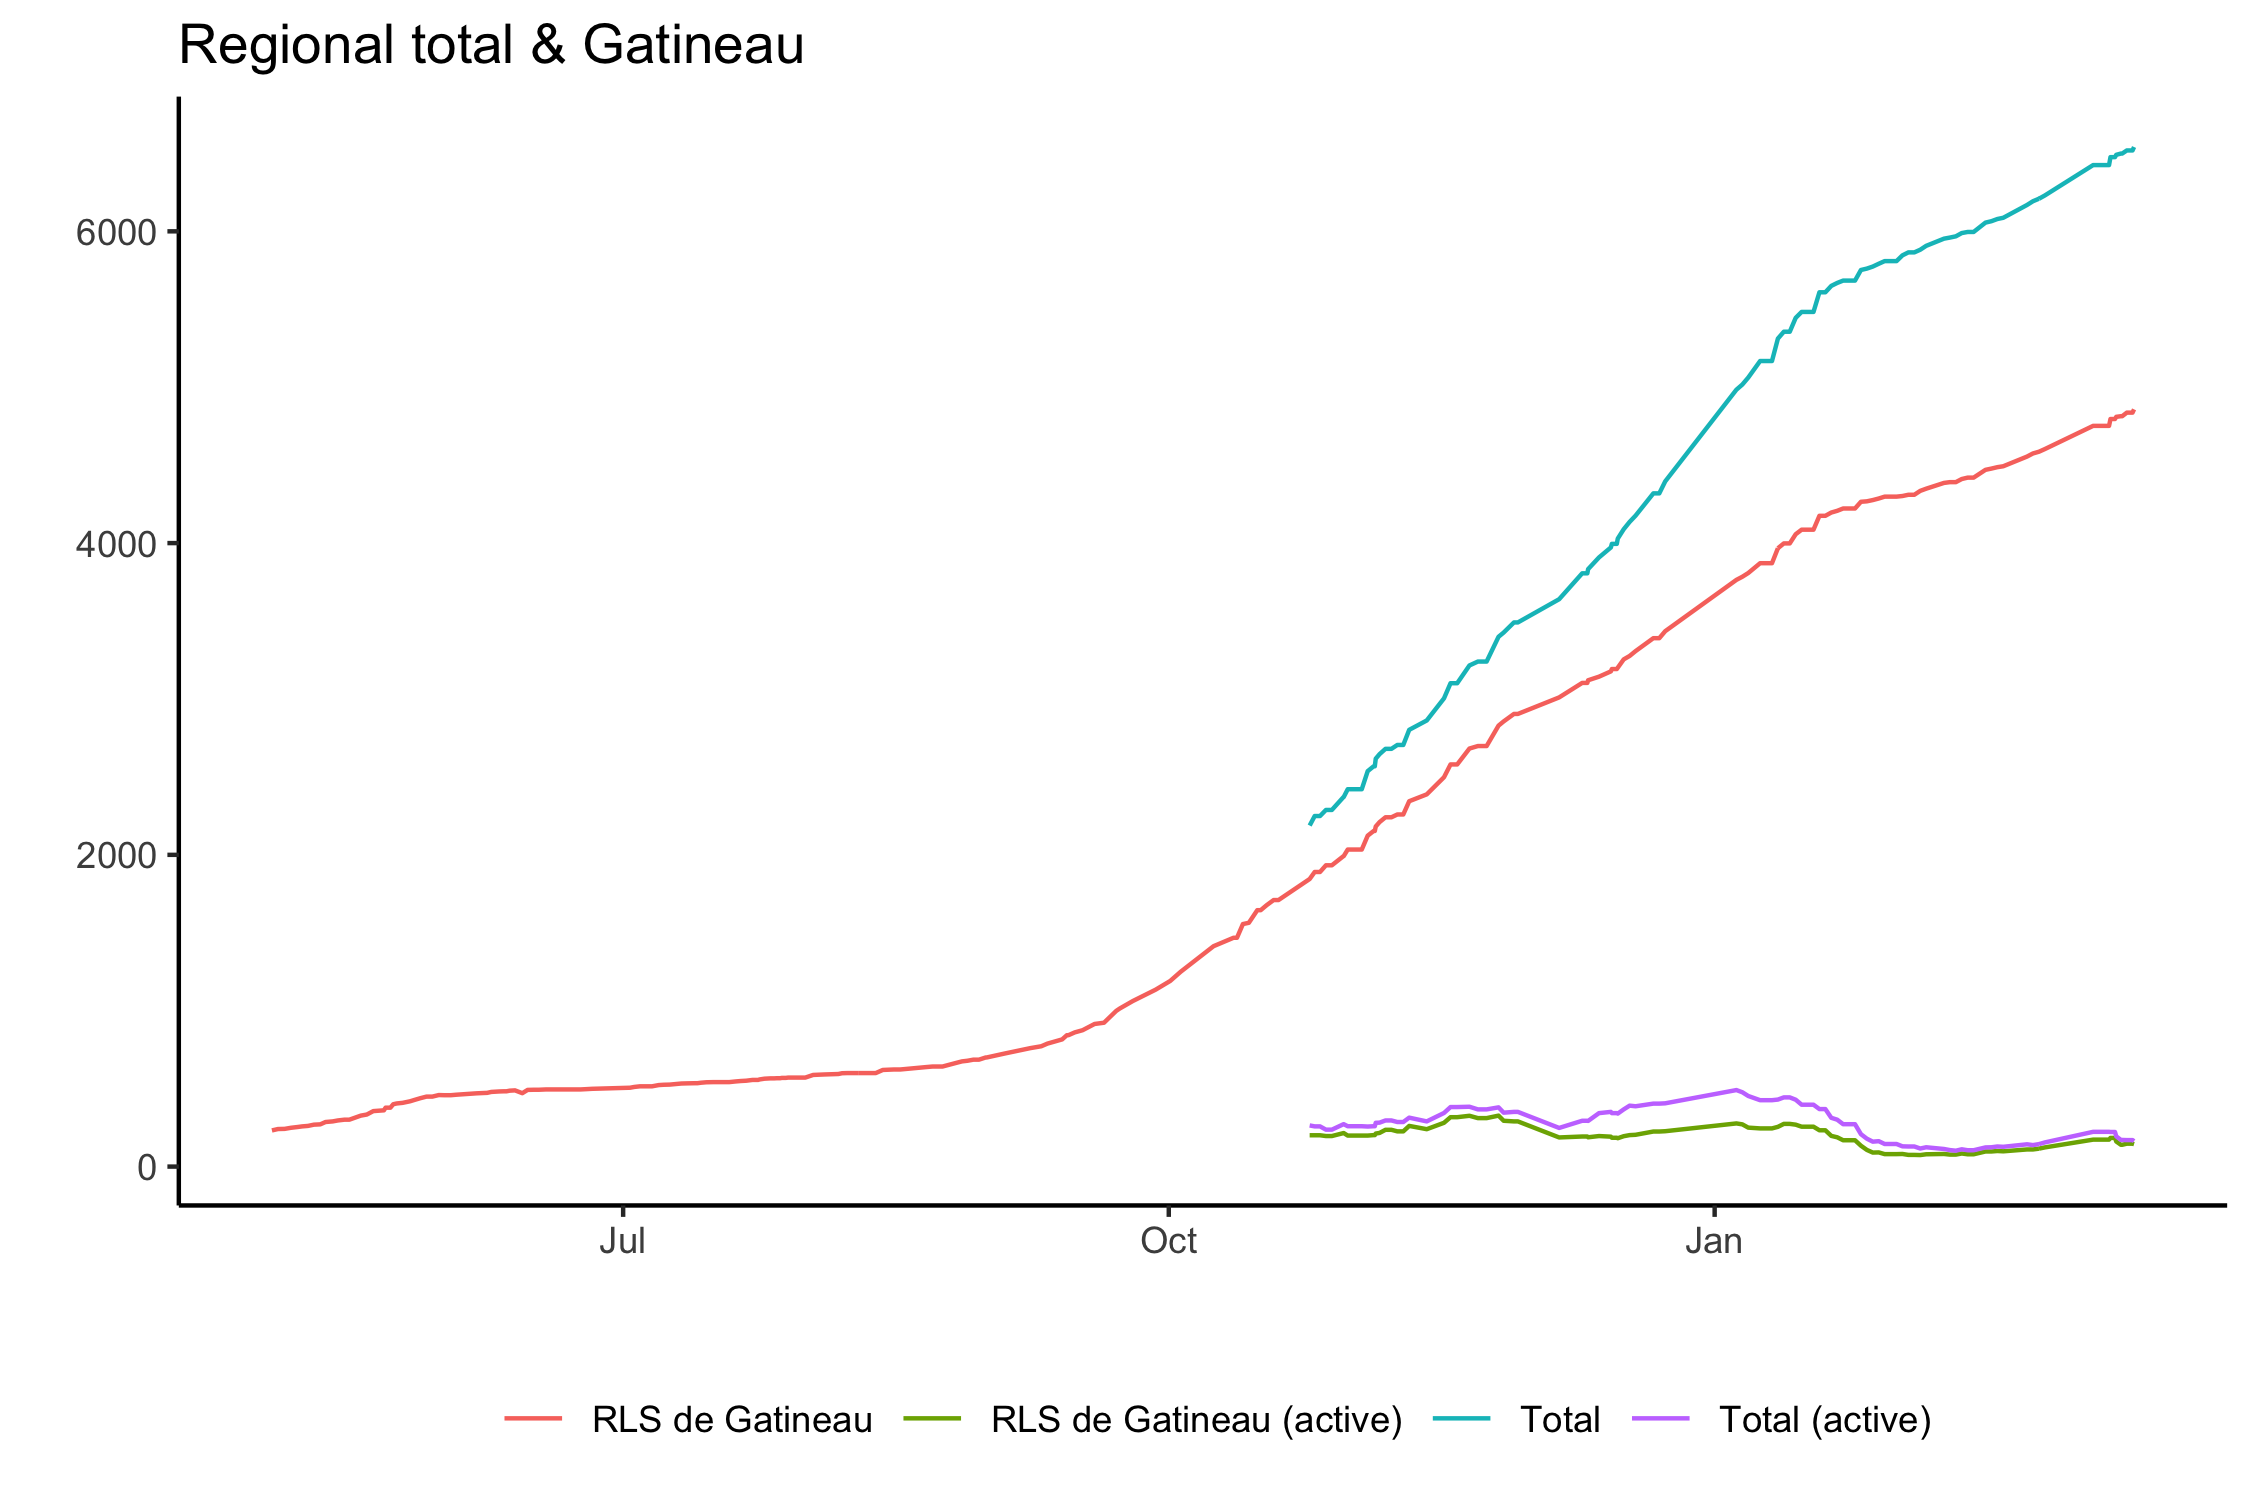 Regional total & Gatineau
6000
4000
2000
0
Jul Oct Jan
RLS de Gatineau RLS de Gatineau (active) Total Total (active)